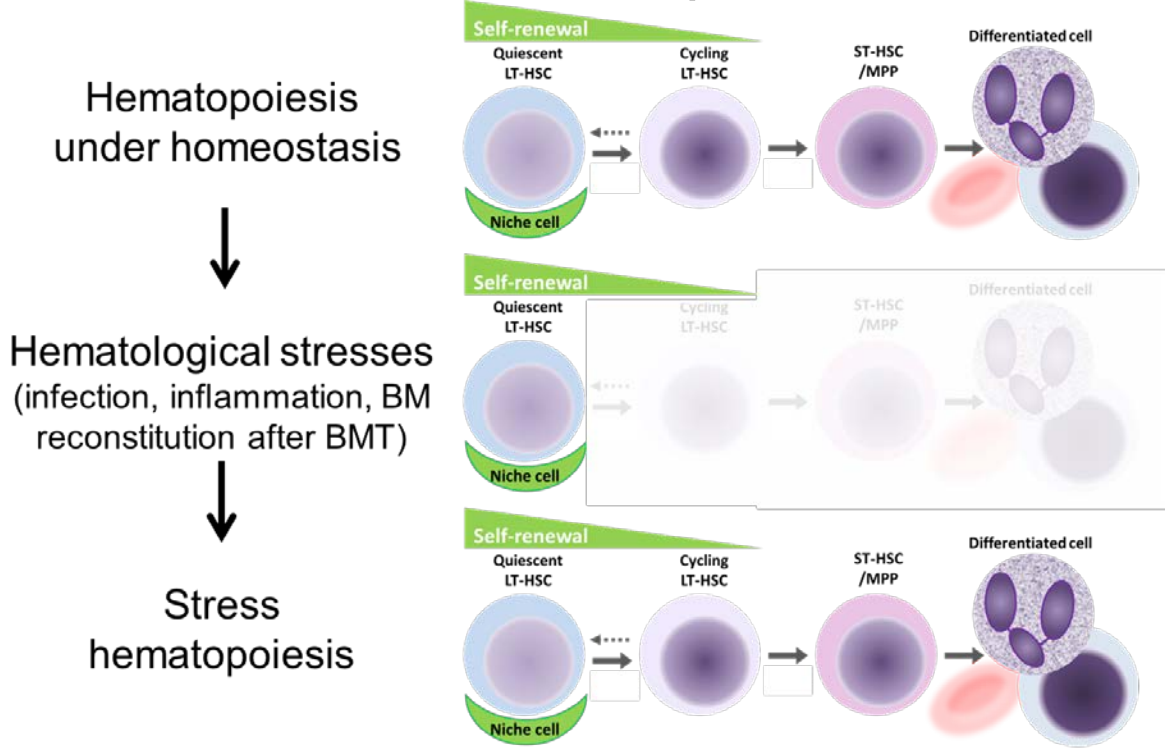 Self-renewal
Quiescent
LT-HSC
Cycling
LT-HSC
ST-HSC
/MPP
Differentiated cell
Hematopoiesis
under homeostasis
Niche cell
Self-renewal
Quiescent
LT-HSC
Cycling
LT-HSC
ST-HSC
/MPP
Differentiated cell
Hematological stresses
(infection, inflammation, BM
reconstitution after BMT)
Niche cell
Self-renewal
Quiescent
LT-HSC
Cycling
LT-HSC
ST-HSC
/MPP
Differentiated cell
Stress
hematopoiesis
Niche cell